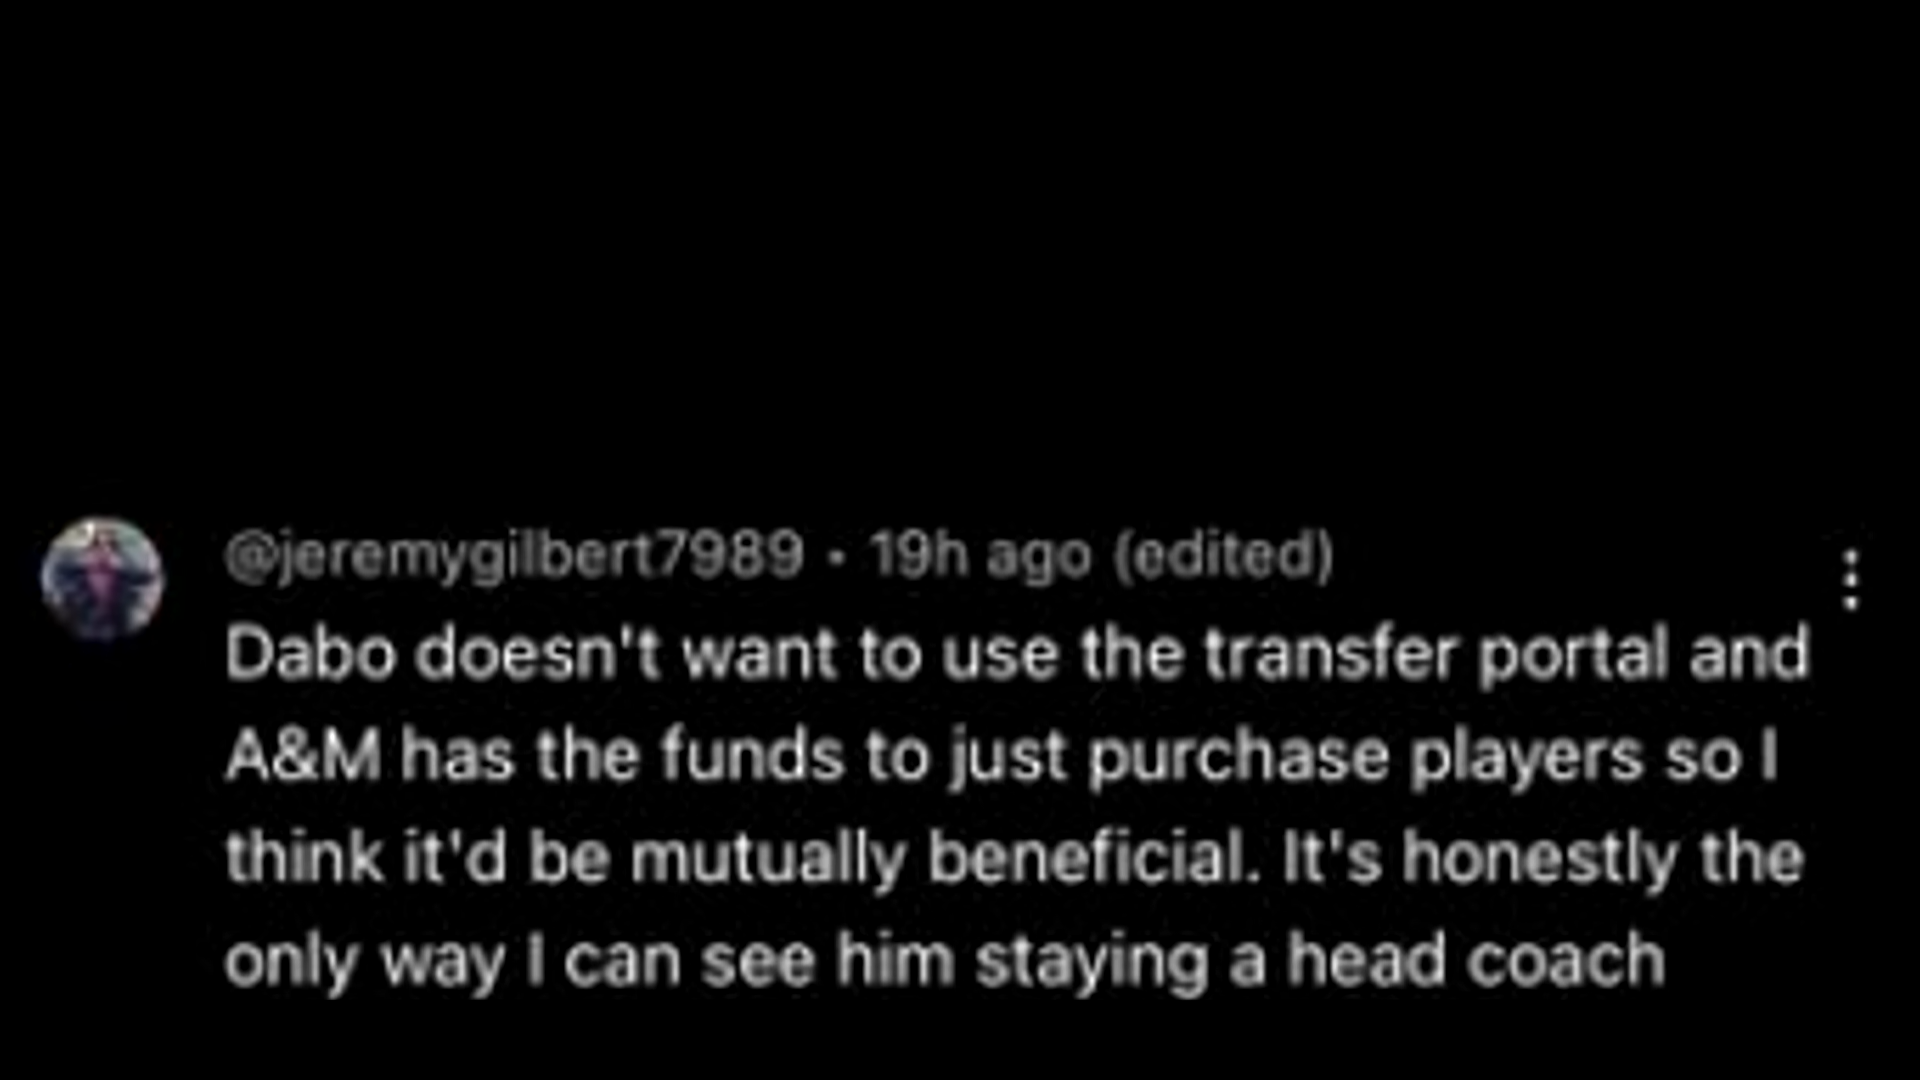 @jeremygilbert7989 • 19h ago (edited)
Dabo doesn't want to use the transfer portal and
A&M has the funds to just purchase players so I
think it'd be mutually beneficial. It's honestly the
only way I can see him staying a head coach